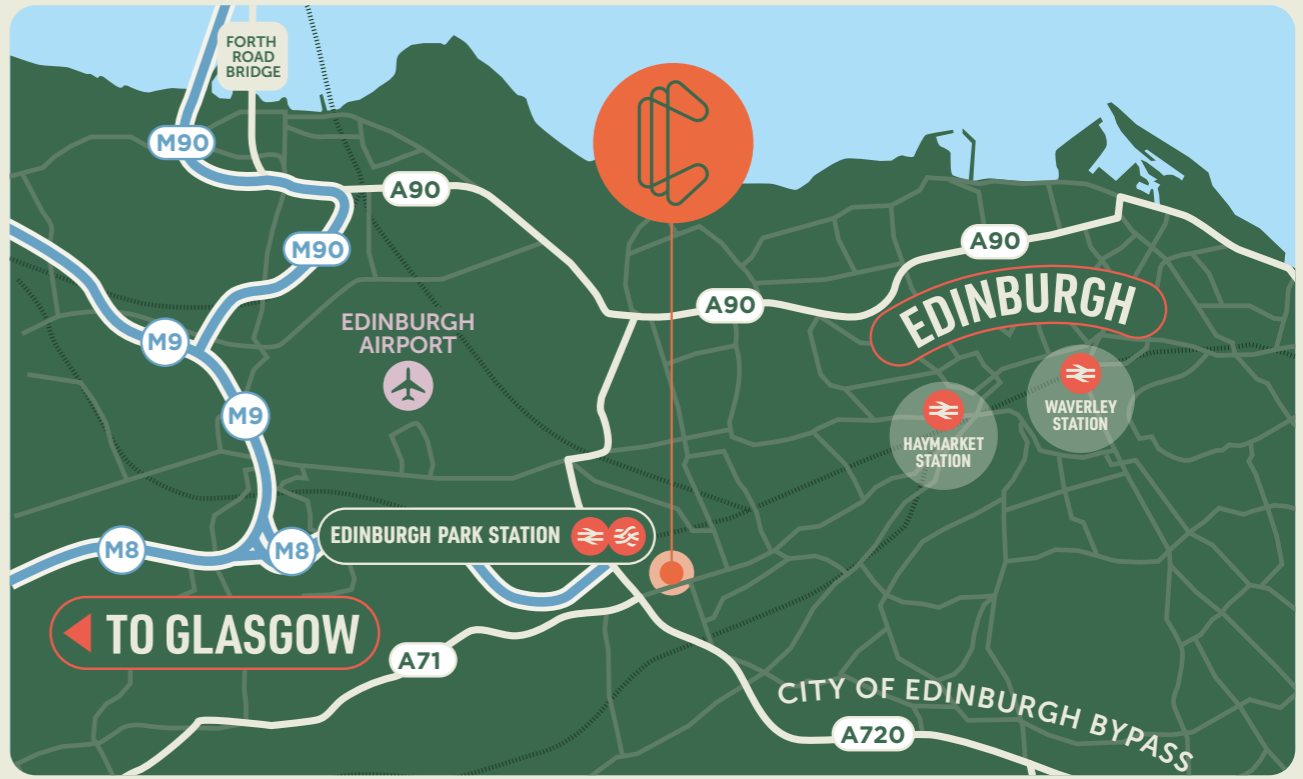 FORTH
ROAD
BRIDGE
M90
A90
M90
A90
A90
EDINBURGH
EDINBURGH
AIRPORT
M9
M9
WAVERLEY
STATION
HAYMARKET
STATION
EDINBURGH PARK STATION
M8
M8
TO GLASGOW
A71
CITY OF EDINBURGH BYPASS
A720